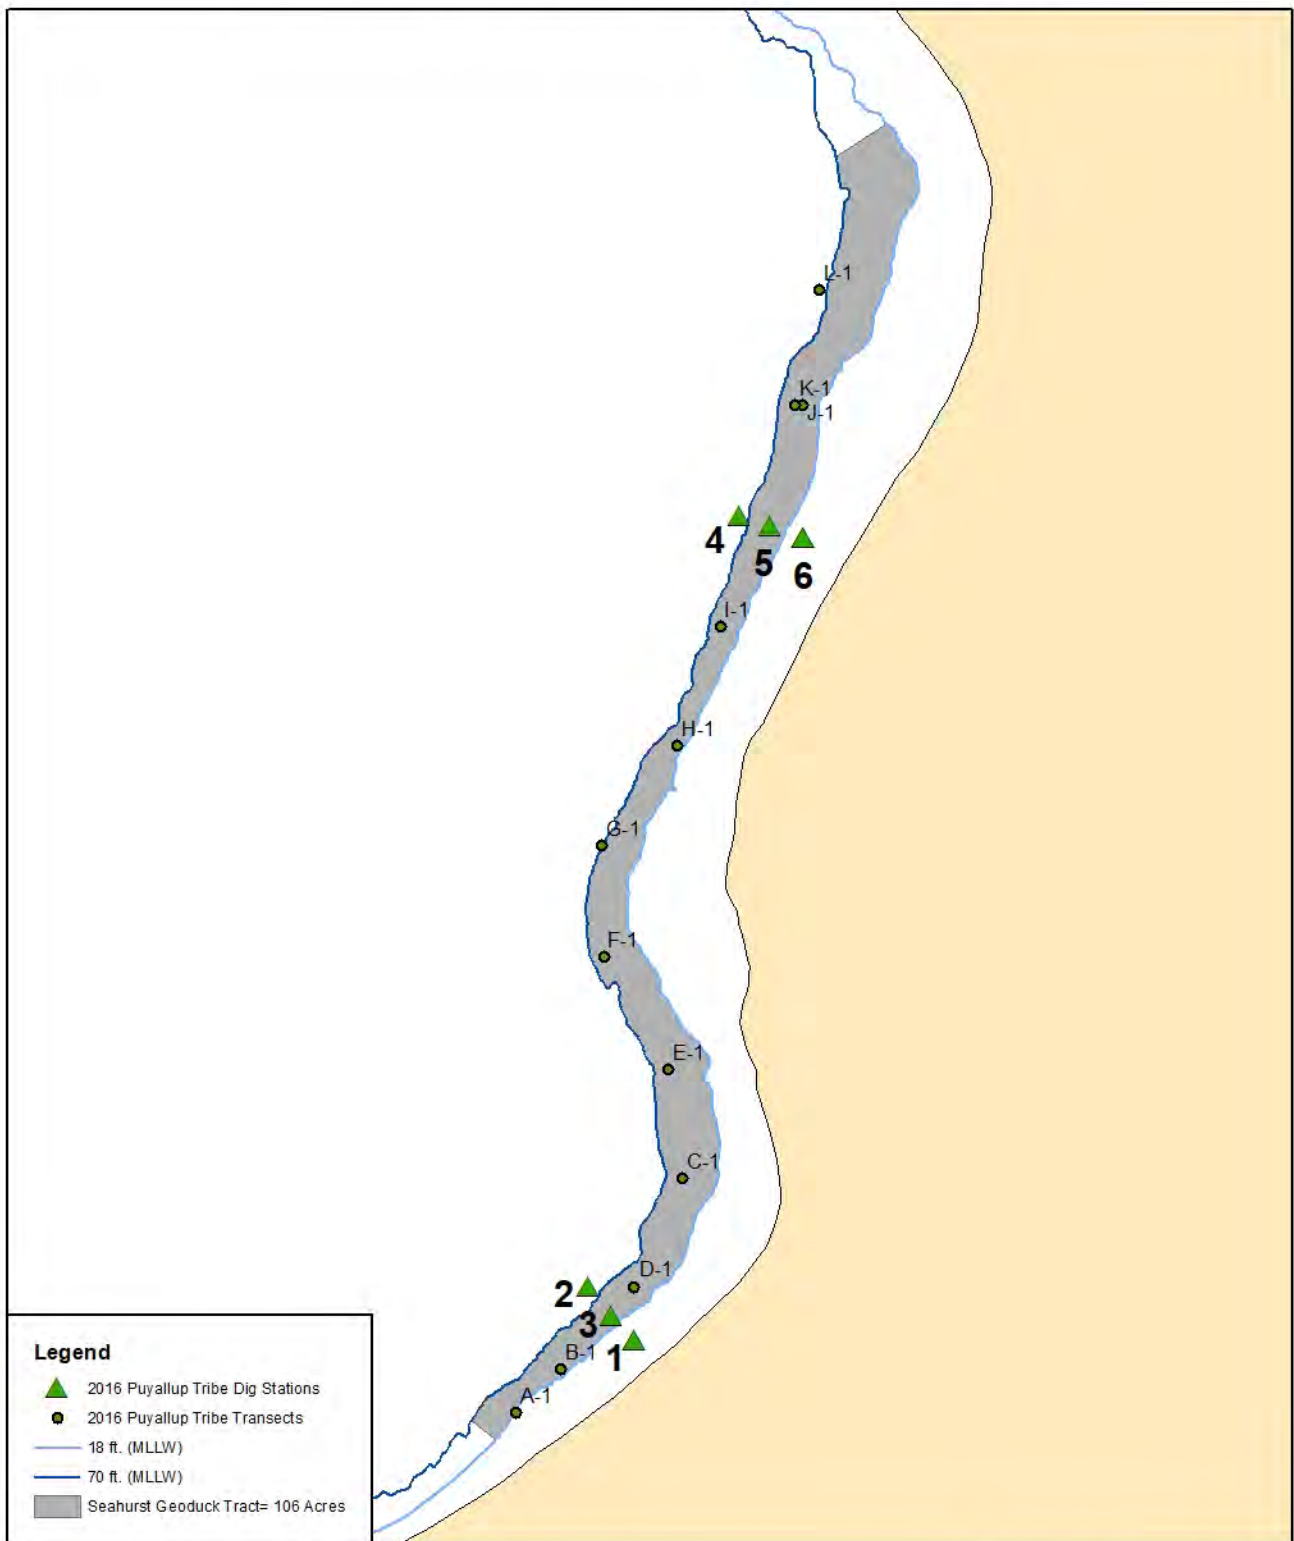 L-1
K-1
J-1
4
5
6
I-1
H-1
G-1
F-1
E-1
C-1
D-1
2
3
1
B-1
A-1
Legend
2016 Puyallup Tribe Dig Stations
2016 Puyallup Tribe Transects
18 ft. (MLLW)
70 ft. (MLLW)
Seahurst Geoduck Tract= 106 Acres